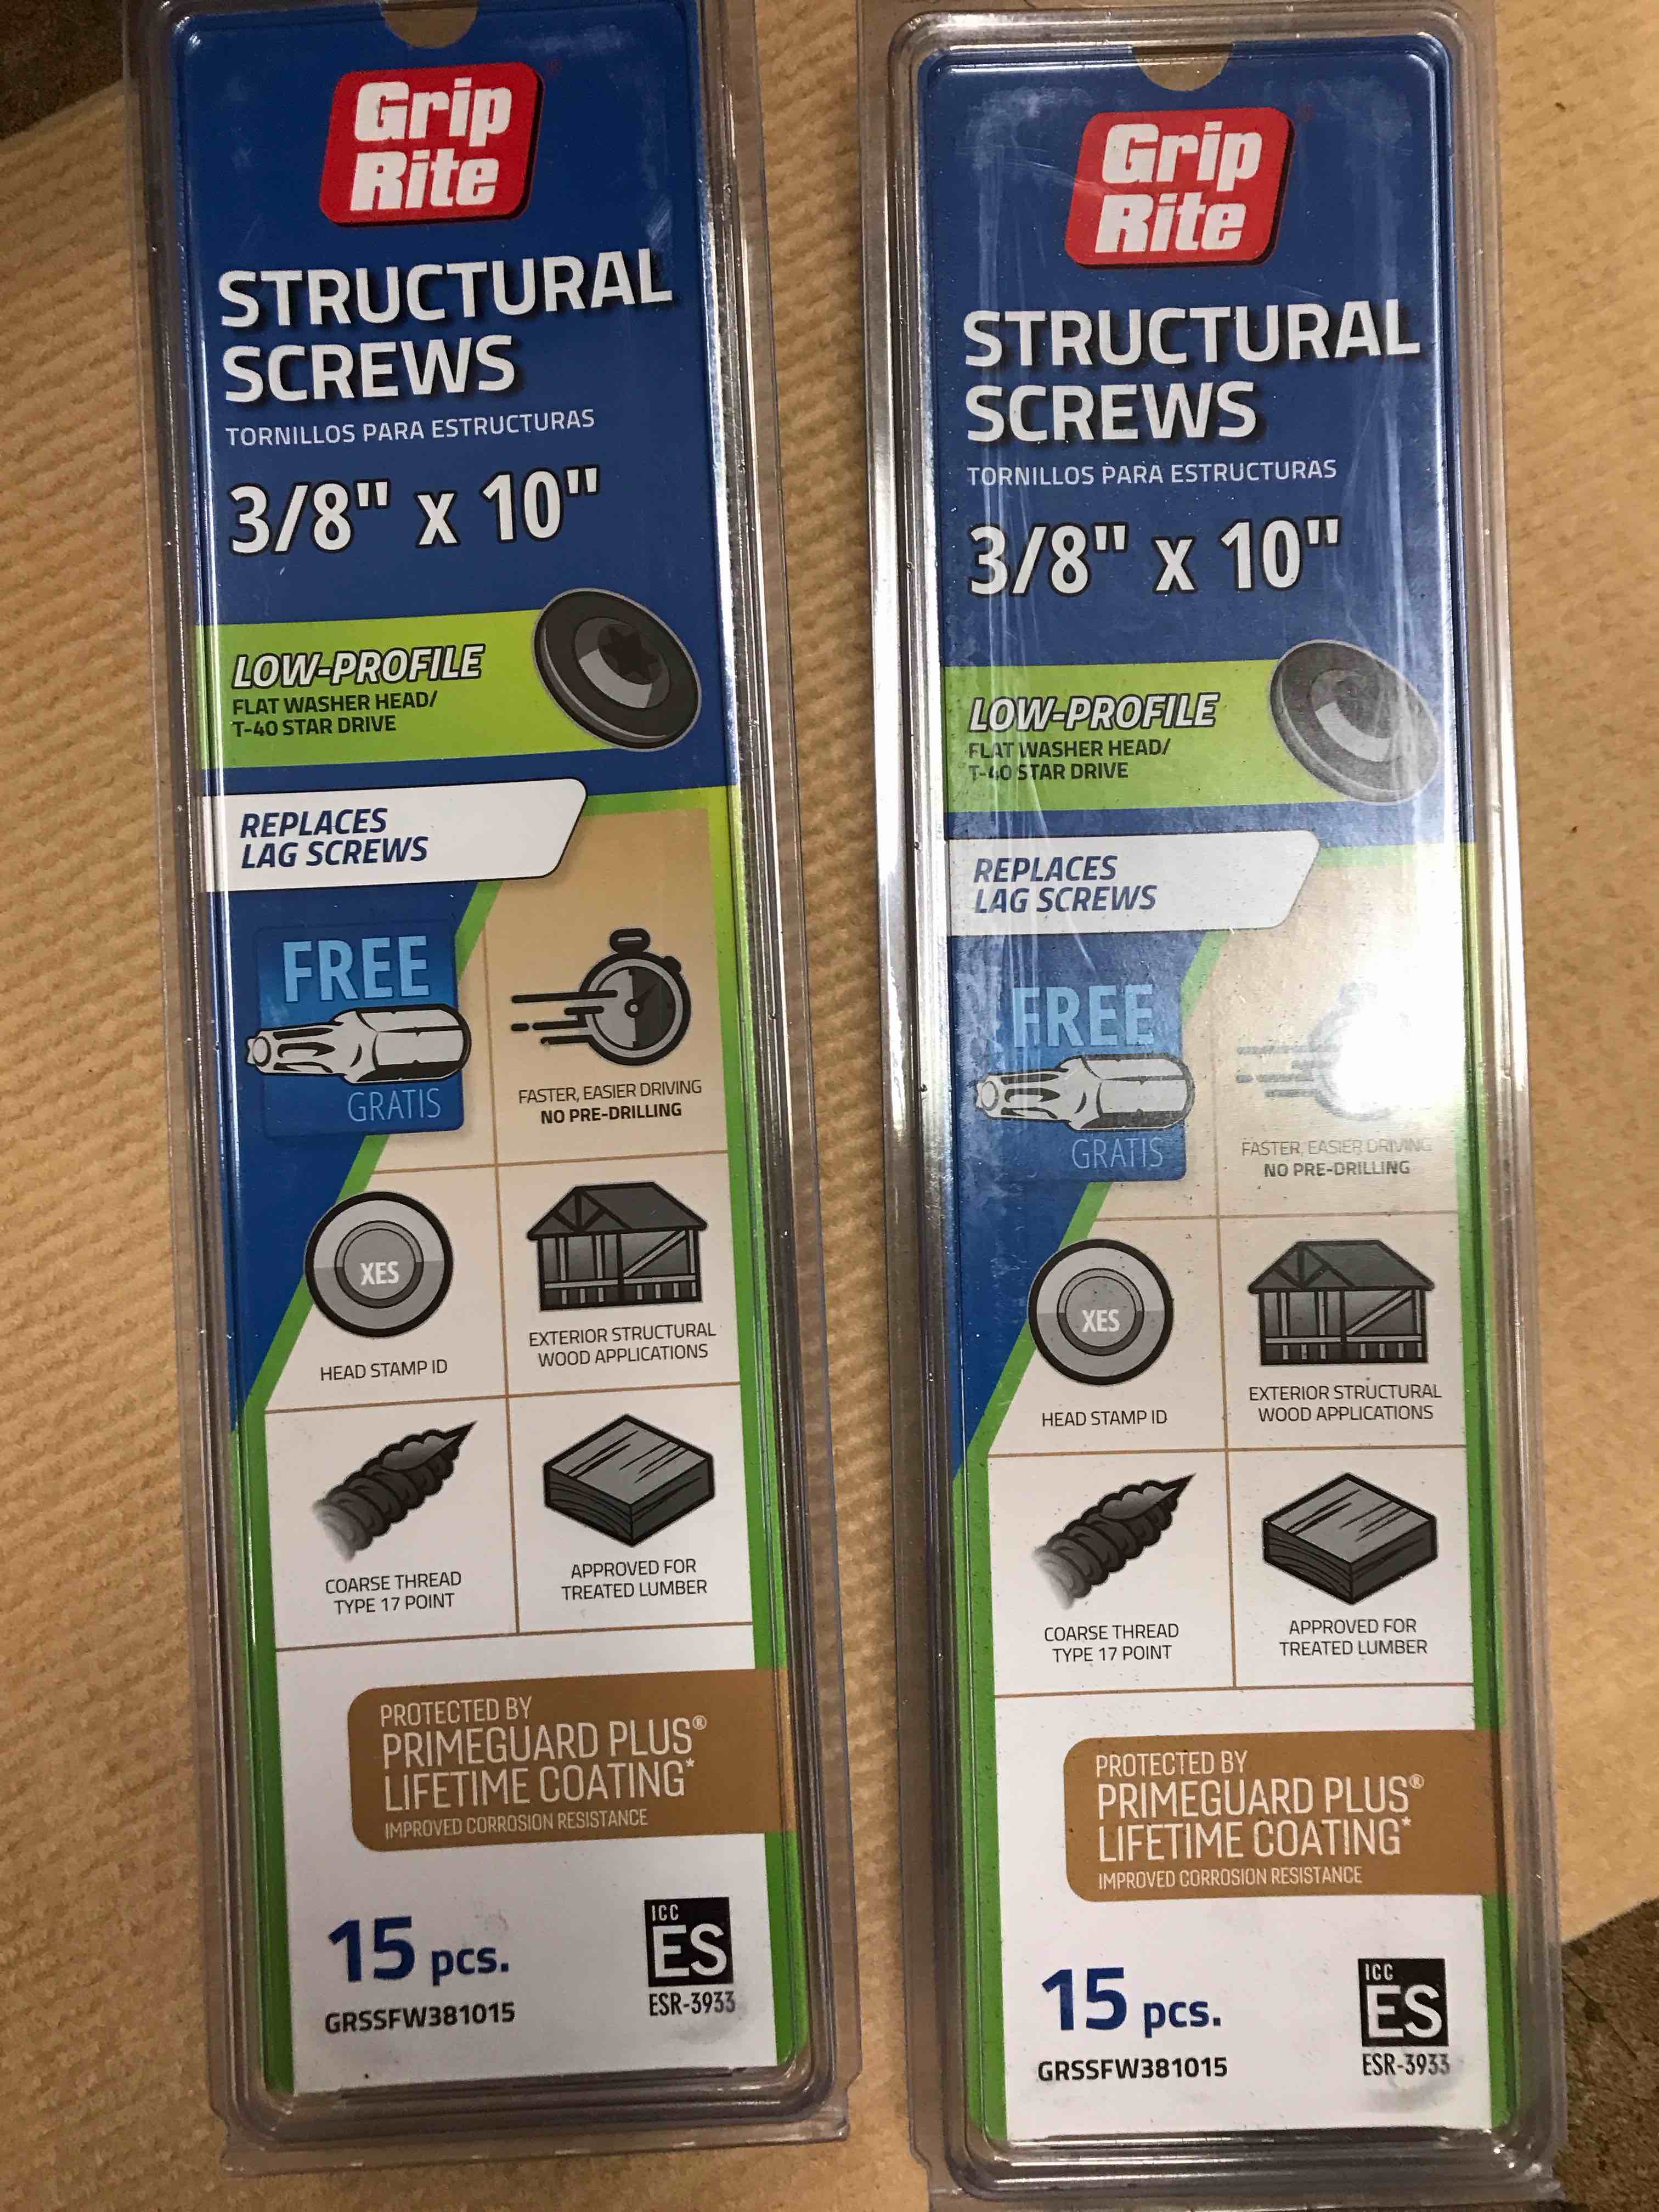 Grip
Rite
STRUCTURAL
SCREWS
TORNILLOS PARA ESTRUCTURAS
3/8" x 10"
LOW-PROFILE
FLAT WASHER HEAD/
T-40 STAR DRIVE
REPLACES
LAG SCREWS
FREE
GRATIS
FASTER, EASIER DRIVING
NO PRE-DRILLING
XES
HEAD STAMP ID
EXTERIOR STRUCTURAL
WOOD APPLICATIONS
COARSE THREAD
TYPE 17 POINT
APPROVED FOR
TREATED LUMBER
PROTECTED BY
PRIMEGUARD PLUS®
LIFETIME COATING*
IMPROVED CORROSION RESISTANCE
15 pcs.
GRSSFW381015
ICC
ES
ESR-3933
Grip
Rite
STRUCTURAL
SCREWS
TORNILLOS PARA ESTRUCTURAS
3/8" x 10"
LOW-PROFILE
FLAT WASHER HEAD/
T-40 STAR DRIVE
REPLACES
LAG SCREWS
FREE
GRATIS
FASTER, EASIER DRIVING
NO PRE-DRILLING
XES
HEAD STAMP ID
EXTERIOR STRUCTURAL
WOOD APPLICATIONS
COARSE THREAD
TYPE 17 POINT
APPROVED FOR
TREATED LUMBER
PROTECTED BY
PRIMEGUARD PLUS®
LIFETIME COATING*
IMPROVED CORROSION RESISTANCE
15 pcs.
GRSSFW381015
ICC
ES
ESR-3933